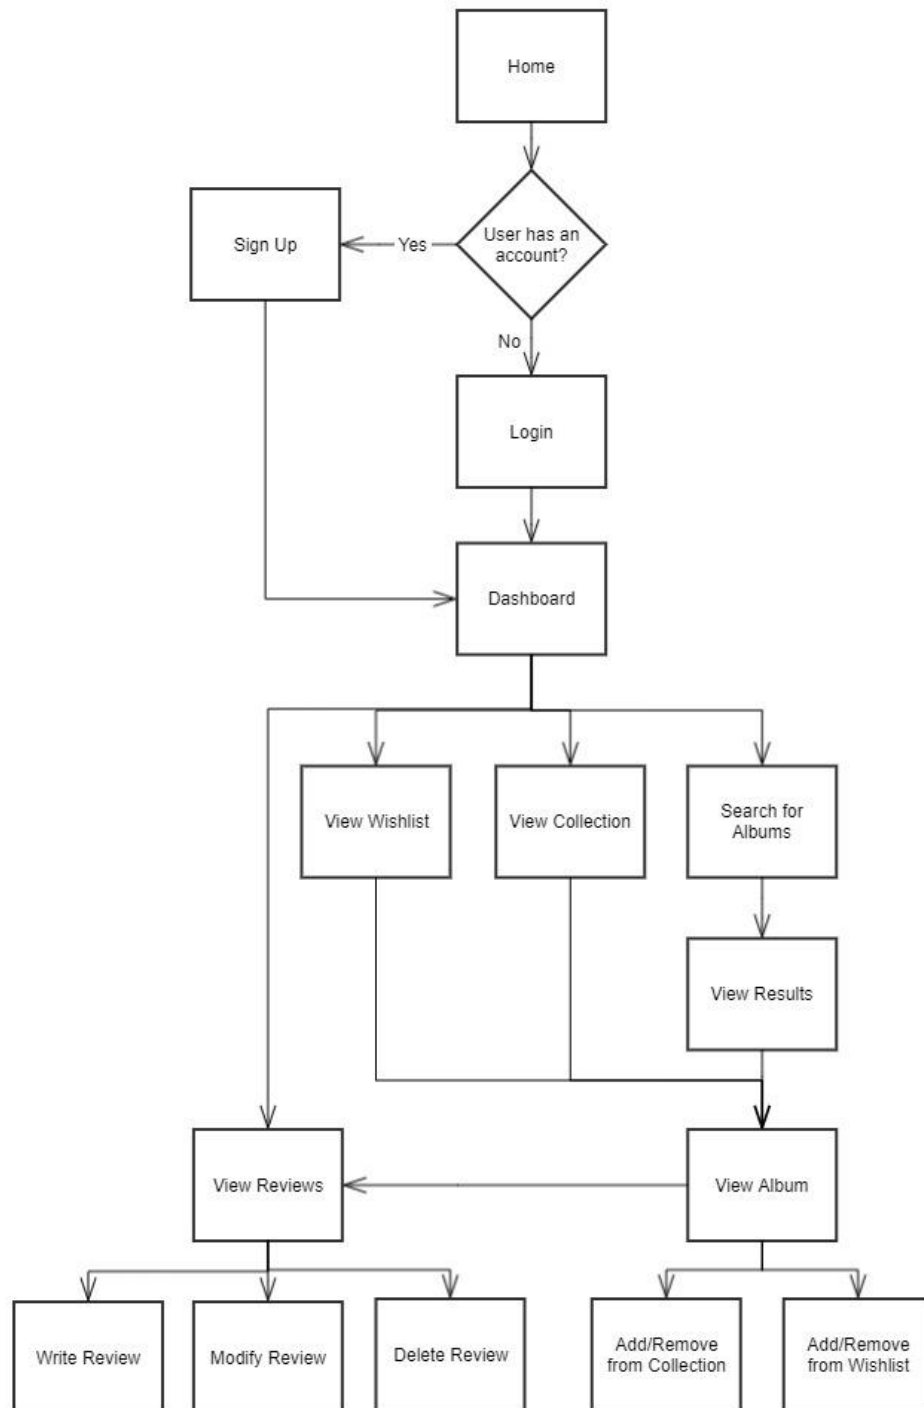 Home
User has an
account?
Yes
Sign Up
No
Login
Dashboard
View Wishlist
View Collection
Search for
Albums
View Results
View Reviews
View Album
Write Review
Modify Review
Delete Review
Add/Remove
from Collection
Add/Remove
from Wishlist